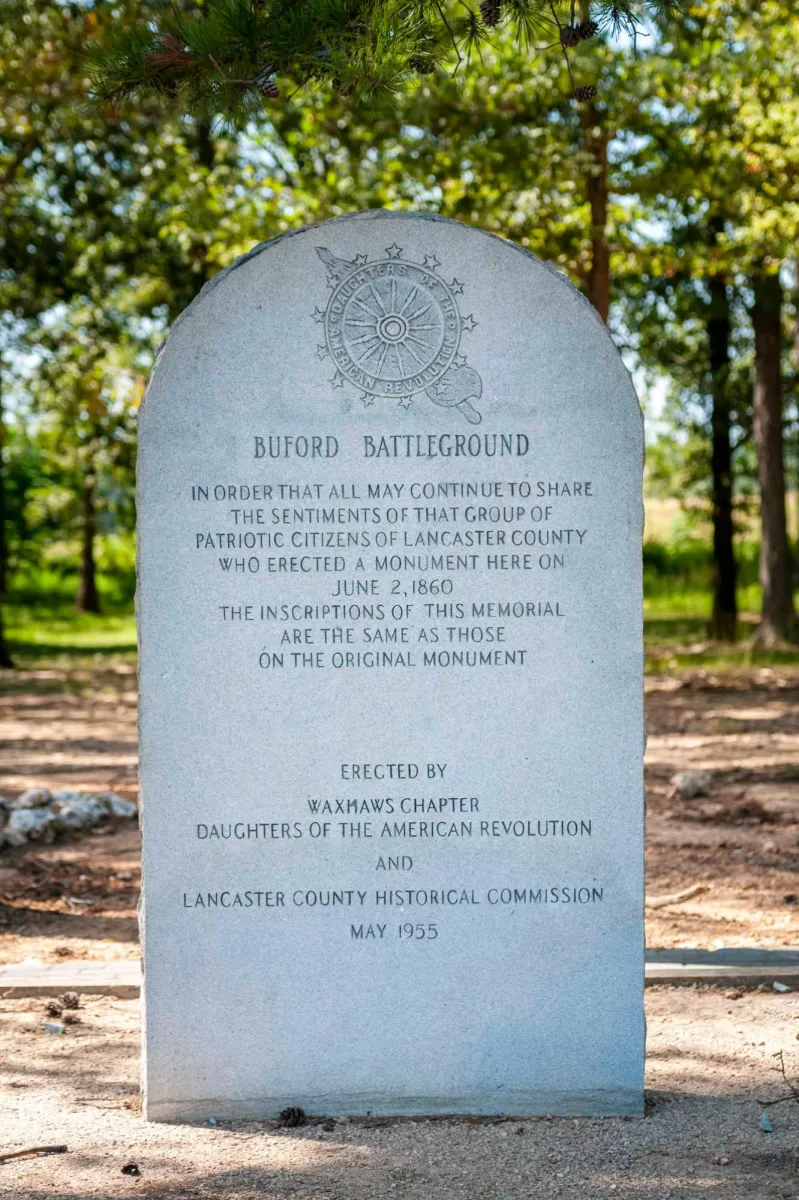 DAUGHTERS OF THE
AMERICAN REVOLUTION
BUFORD BATTLEGROUND
IN ORDER THAT ALL MAY CONTINUE TO SHARE
THE SENTIMENTS OF THAT GROUP OF
PATRIOTIC CITIZENS OF LANCASTER COUNTY
WHO ERECTED A MONUMENT HERE ON
JUNE 2, 1860
THE INSCRIPTIONS OF THIS MEMORIAL
ARE THE SAME AS THOSE
ON THE ORIGINAL MONUMENT
ERECTED BY
WAXHAWS CHAPTER
DAUGHTERS OF THE AMERICAN REVOLUTION
AND
LANCASTER COUNTY HISTORICAL COMMISSION
MAY 1955